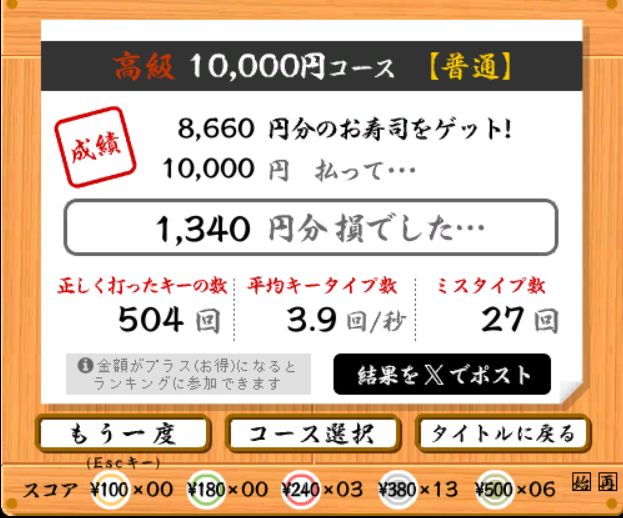 高級 10,000円コース 【普通】
成績
8,660 円分のお寿司をゲット!
10,000 円 払って…
1,340 円分 損でした…
正しく打ったキーの数 平均キータイプ数 ミスタイプ数
504 回 3.9 回/秒 27 回
金額がプラス(お得)になると
ランキングに参加できます
結果を X でポスト
もう一度 コース選択 タイトルに戻る
(Escキー)
スコア ¥100×00 ¥180×00 ¥240×03 ¥380×13 ¥500×06 始 再